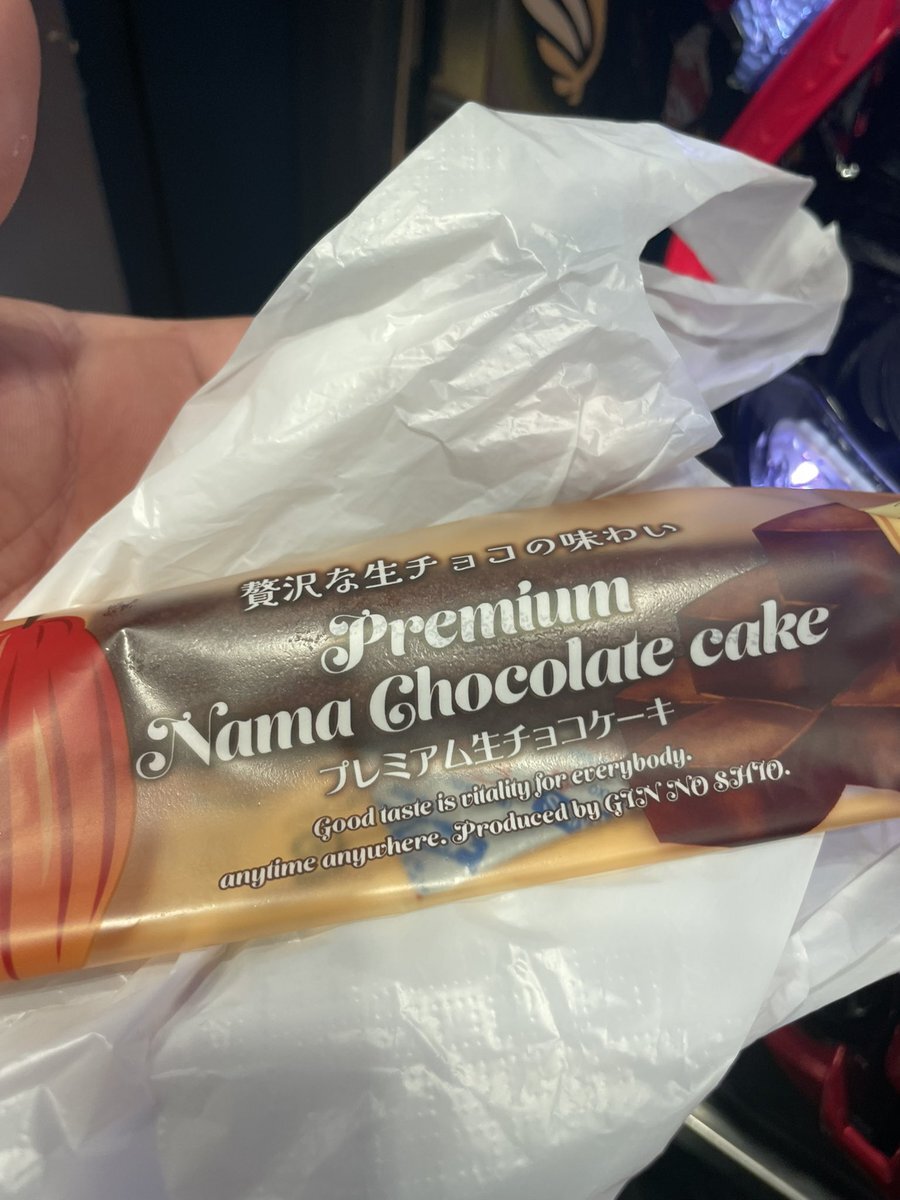 贅沢な生チョコの味わい
Premium
Nama Chocolate cake
プレミアム生チョコケーキ
Good taste is vitality for everybody.
anytime anywhere. Produced by GIN NO SHIO.